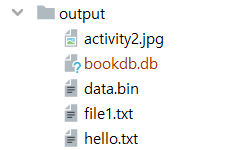 output
activity2.jpg
bookdb.db
data.bin
file1.txt
hello.txt